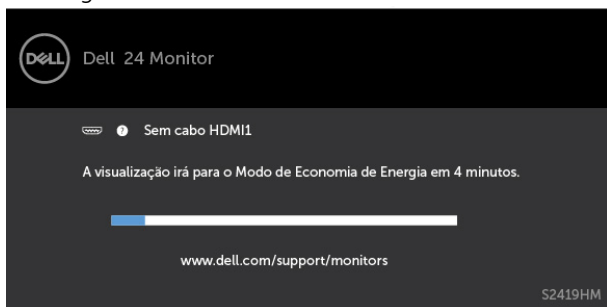 DELL
Dell 24 Monitor
Sem cabo HDMI1
A visualização irá para o Modo de Economia de Energia em 4 minutos.
www.dell.com/support/monitors
S2419HM